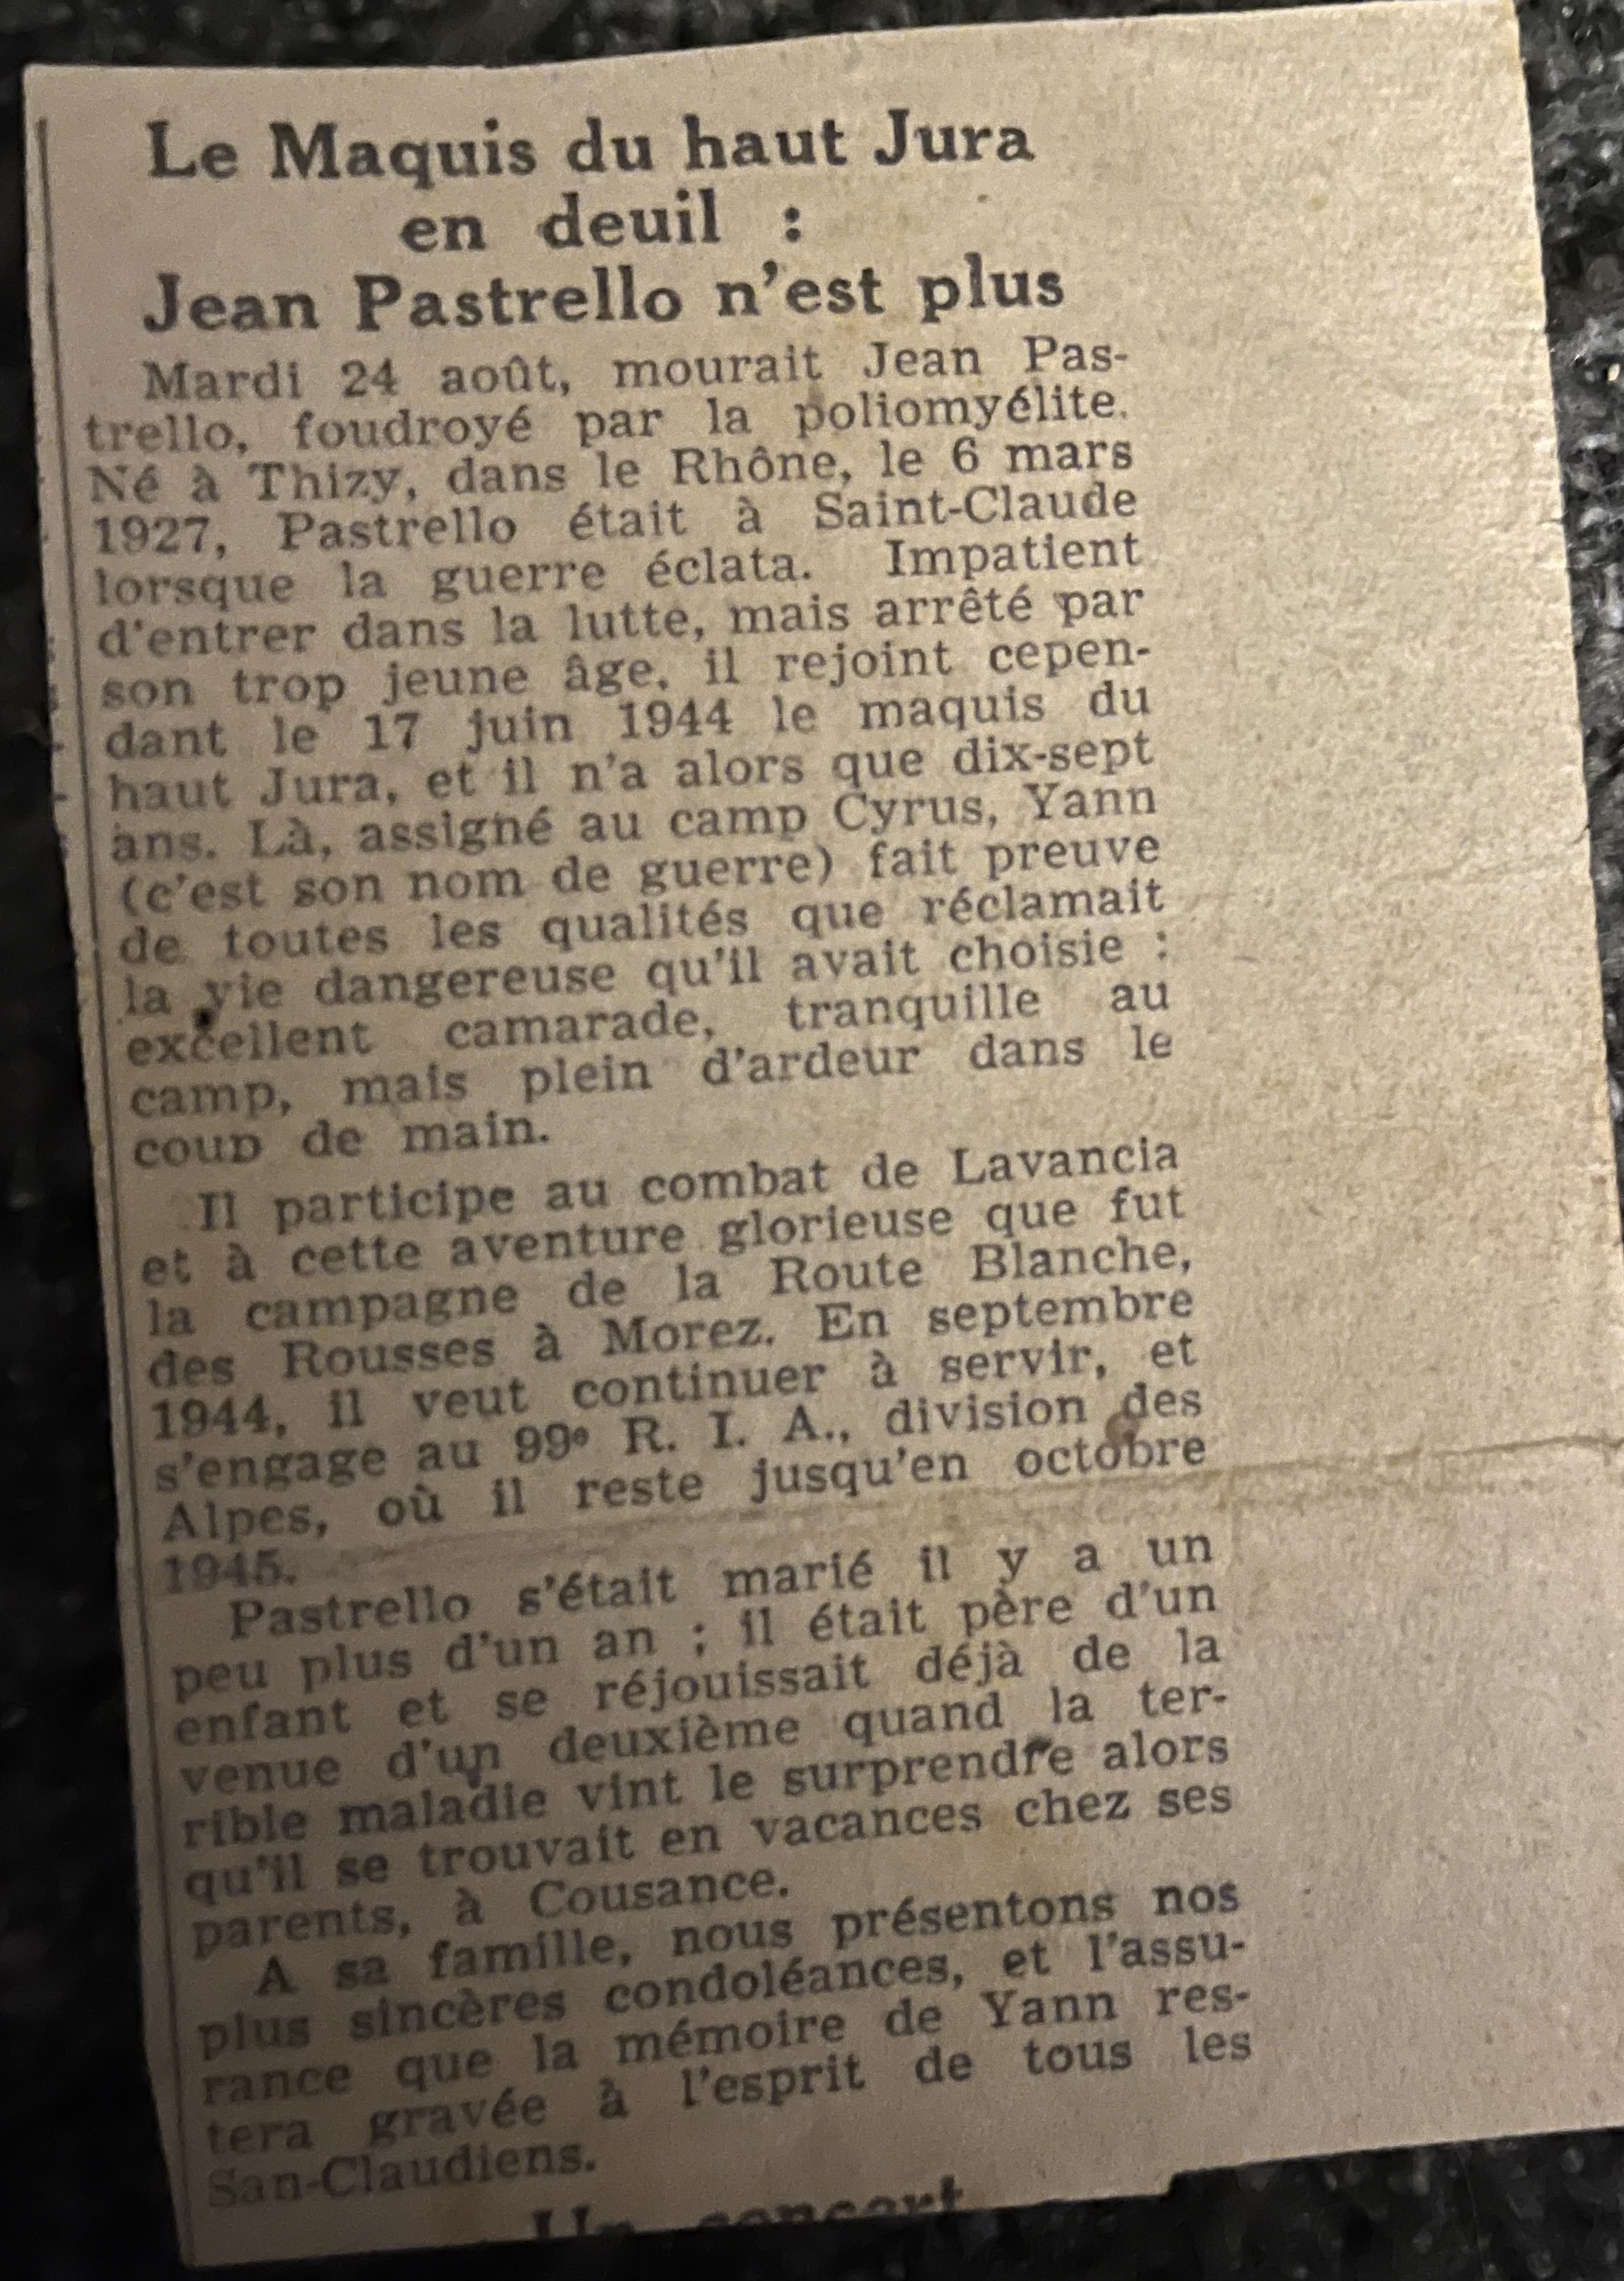 Le Maquis du haut Jura
en deuil :
Jean Pastrello n'est plus
Mardi 24 août, mourait Jean Pas-
trello, foudroyé par la poliomyélite.
Né à Thizy, dans le Rhône, le 6 mars
1927, Pastrello était à Saint-Claude
lorsque la guerre éclata. Impatient
d'entrer dans la lutte, mais arrêté par
son trop jeune âge, il rejoint cepen-
dant le 17 juin 1944 le maquis du
haut Jura, et il n'a alors que dix-sept
ans. Là, assigné au camp Cyrus, Yann
(c'est son nom de guerre) fait preuve
de toutes les qualités que réclamait
la vie dangereuse qu'il avait choisie :
excellent camarade, tranquille au
camp, mais plein d'ardeur dans le
coup de main.
Il participe au combat de Lavancia
et à cette aventure glorieuse que fut
la campagne de la Route Blanche,
des Rousses à Morez. En septembre
1944, il veut continuer à servir, et
s'engage au 99e R. I. A., division des
Alpes, où il reste jusqu'en octobre
1945.
Pastrello s'était marié il y a un
peu plus d'un an ; il était père d'un
enfant et se réjouissait déjà de la
venue d'un deuxième quand la ter-
rible maladie vint le surprendre alors
qu'il se trouvait en vacances chez ses
parents, à Cousance.
A sa famille, nous présentons nos
plus sincères condoléances, et l'assu-
rance que la mémoire de Yann res-
tera gravée à l'esprit de tous les
San-Claudiens.
Un concert